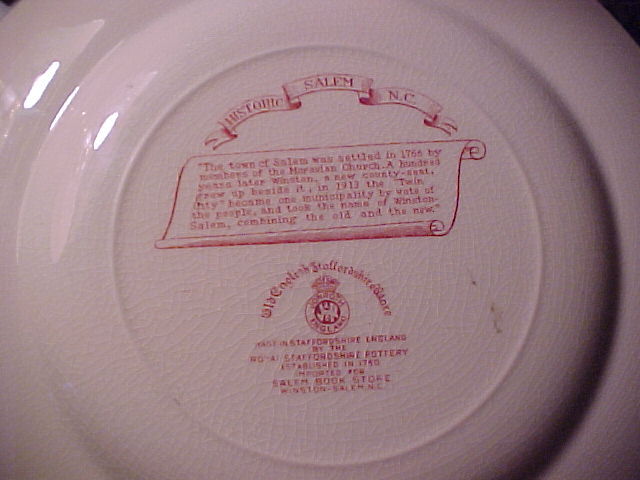 HISTORIC SALEM N.C.
"The town of Salem was settled in 1766 by
members of the Moravian Church. A hundred
years later Winston, a new county-seat,
grew up beside it; in 1913 the "Twin
City" became one municipality by vote of
the people, and took the name of Winston-
Salem, combining the old and the new."
Old English Staffordshire Ware
ENGLAND
MADE IN STAFFORDSHIRE ENGLAND
BY THE
ROYAL STAFFORDSHIRE POTTERY
ESTABLISHED IN 1760
IMPORTED FOR
SALEM BOOK STORE
WINSTON-SALEM, N.C.